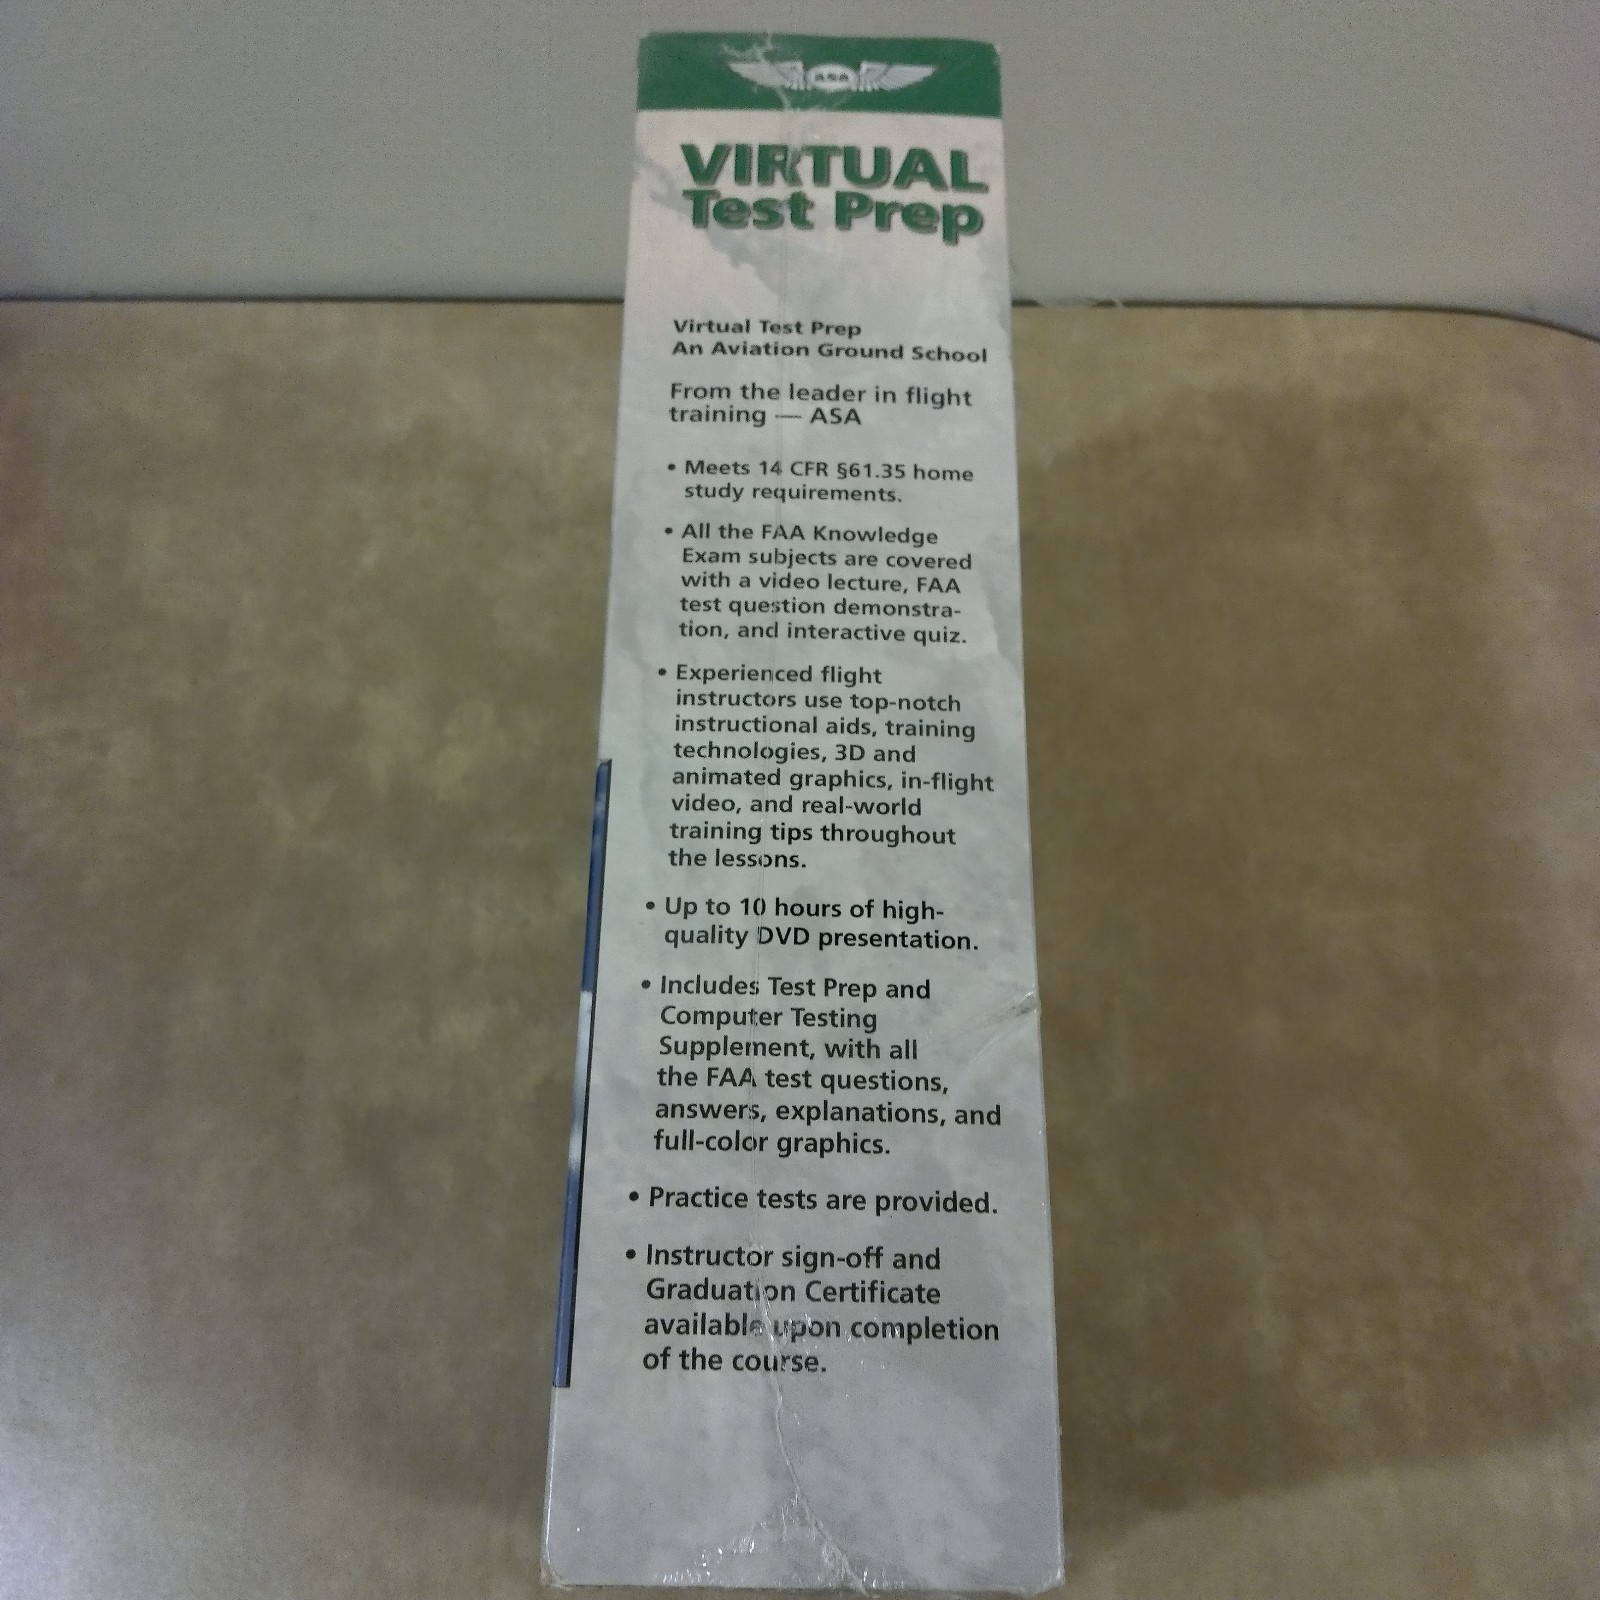 ASA
VIRTUAL
Test Prep
Virtual Test Prep
An Aviation Ground School
From the leader in flight
training — ASA
• Meets 14 CFR §61.35 home
study requirements.
• All the FAA Knowledge
Exam subjects are covered
with a video lecture, FAA
test question demonstra-
tion, and interactive quiz.
• Experienced flight
instructors use top-notch
instructional aids, training
technologies, 3D and
animated graphics, in-flight
video, and real-world
training tips throughout
the lessons.
• Up to 10 hours of high-
quality DVD presentation.
• Includes Test Prep and
Computer Testing
Supplement, with all
the FAA test questions,
answers, explanations, and
full-color graphics.
• Practice tests are provided.
• Instructor sign-off and
Graduation Certificate
available upon completion
of the course.